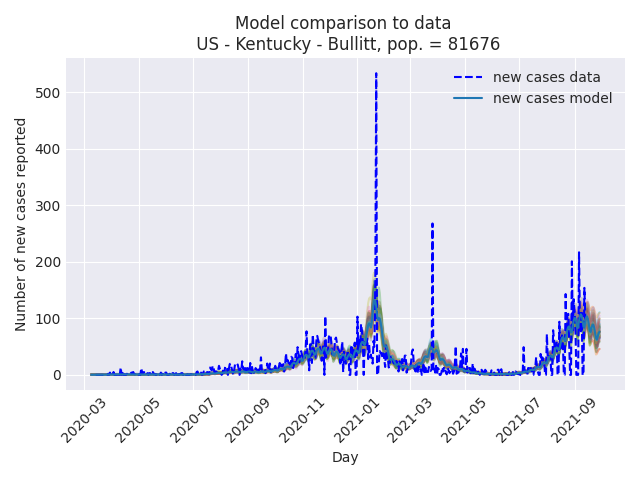 Model comparison to data
US - Kentucky - Bullitt, pop. = 81676
new cases data
new cases model
Number of new cases reported
500
400
300
200
100
0
2020-03
2020-05
2020-07
2020-09
2020-11
2021-01
2021-03
2021-05
2021-07
2021-09
Day